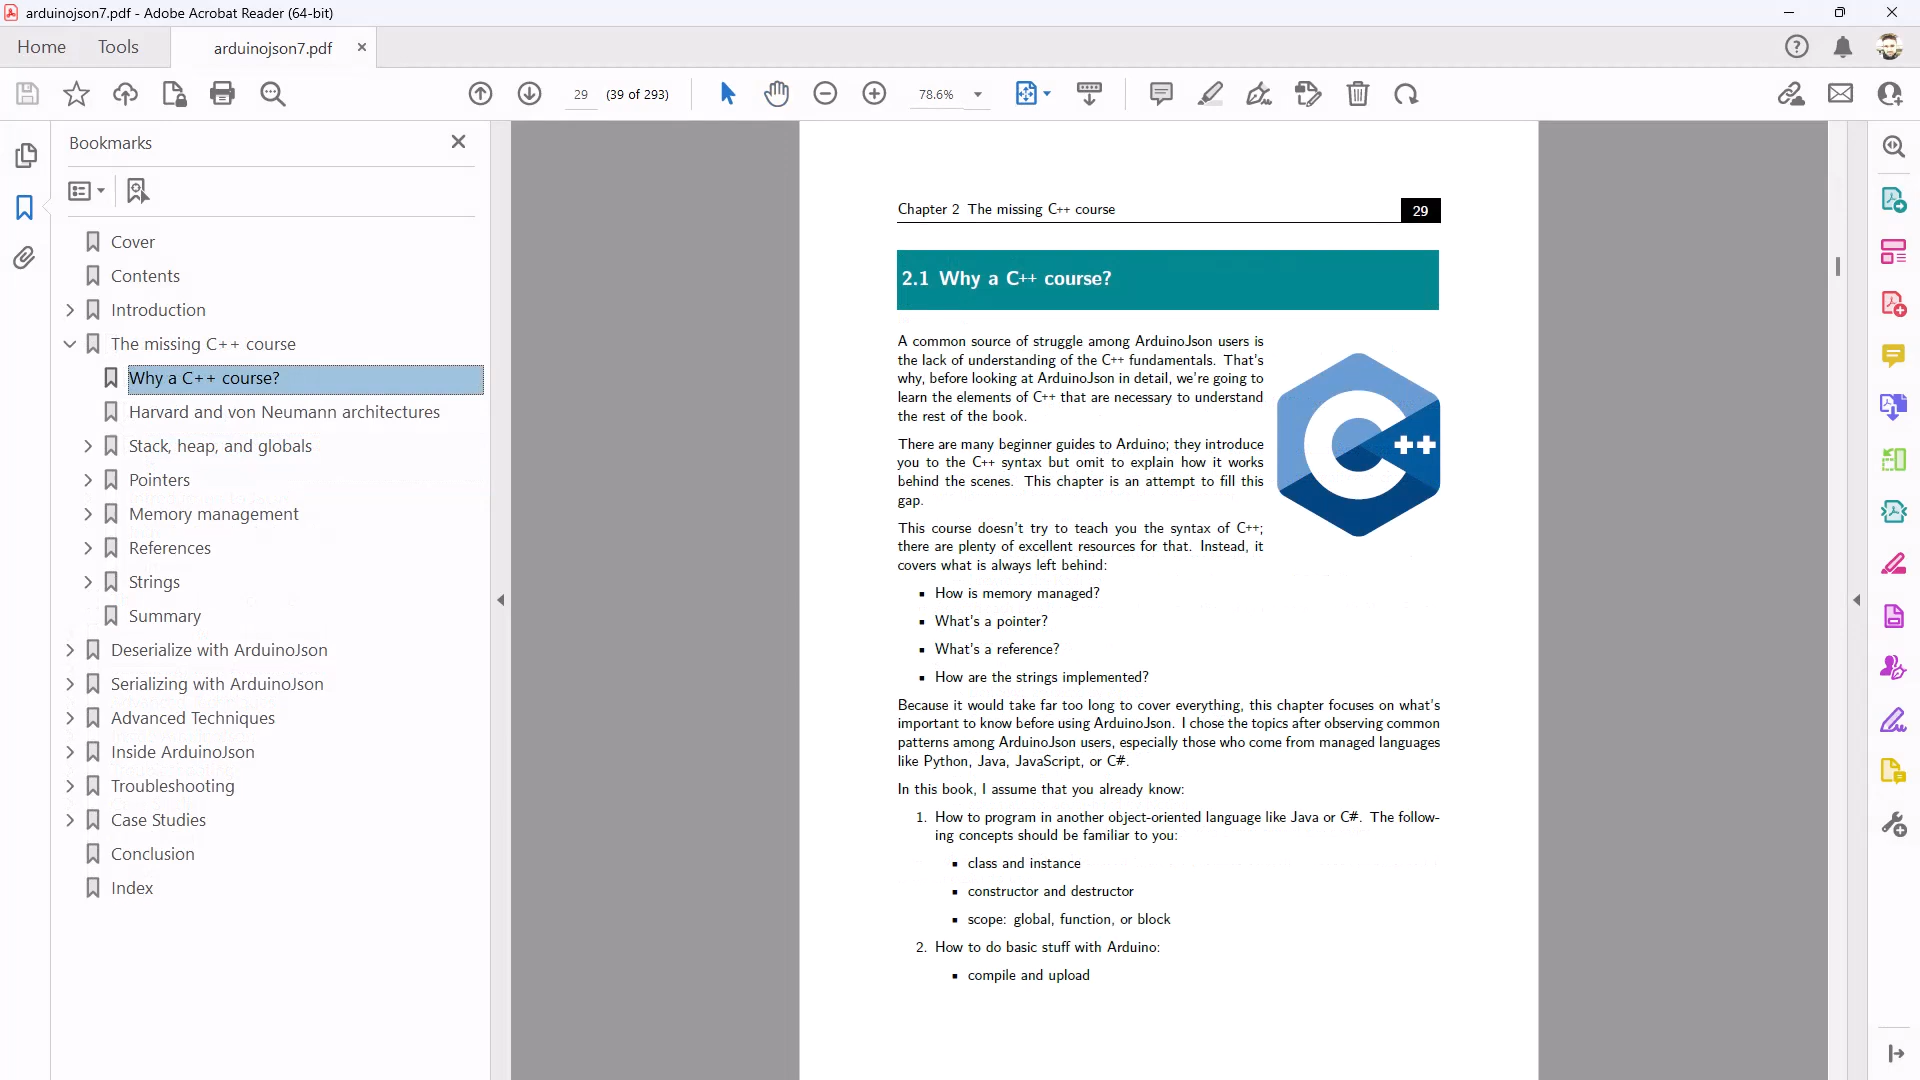 arduinojson7.pdf - Adobe Acrobat Reader (64-bit)
Home
Tools
arduinojson7.pdf
29
(39 of 293)
78.6%
Bookmarks
Cover
Contents
Introduction
The missing C++ course
Why a C++ course?
Harvard and von Neumann architectures
Stack, heap, and globals
Pointers
Memory management
References
Strings
Summary
Deserialize with ArduinoJson
Serializing with ArduinoJson
Advanced Techniques
Inside ArduinoJson
Troubleshooting
Case Studies
Conclusion
Index
Chapter 2 The missing C++ course
29
2.1 Why a C++ course?
A common source of struggle among ArduinoJson users is
the lack of understanding of the C++ fundamentals. That's
why, before looking at ArduinoJson in detail, we're going to
learn the elements of C++ that are necessary to understand
the rest of the book.
There are many beginner guides to Arduino; they introduce
you to the C++ syntax but omit to explain how it works
behind the scenes. This chapter is an attempt to fill this
gap.
This course doesn't try to teach you the syntax of C++;
there are plenty of excellent resources for that. Instead, it
covers what is always left behind:
C++
▪ How is memory managed?
▪ What's a pointer?
▪ What's a reference?
▪ How are the strings implemented?
Because it would take far too long to cover everything, this chapter focuses on what's
important to know before using ArduinoJson. I chose the topics after observing common
patterns among ArduinoJson users, especially those who come from managed languages
like Python, Java, JavaScript, or C#.
In this book, I assume that you already know:
1. How to program in another object-oriented language like Java or C#. The follow-
ing concepts should be familiar to you:
▪ class and instance
▪ constructor and destructor
▪ scope: global, function, or block
2. How to do basic stuff with Arduino:
▪ compile and upload